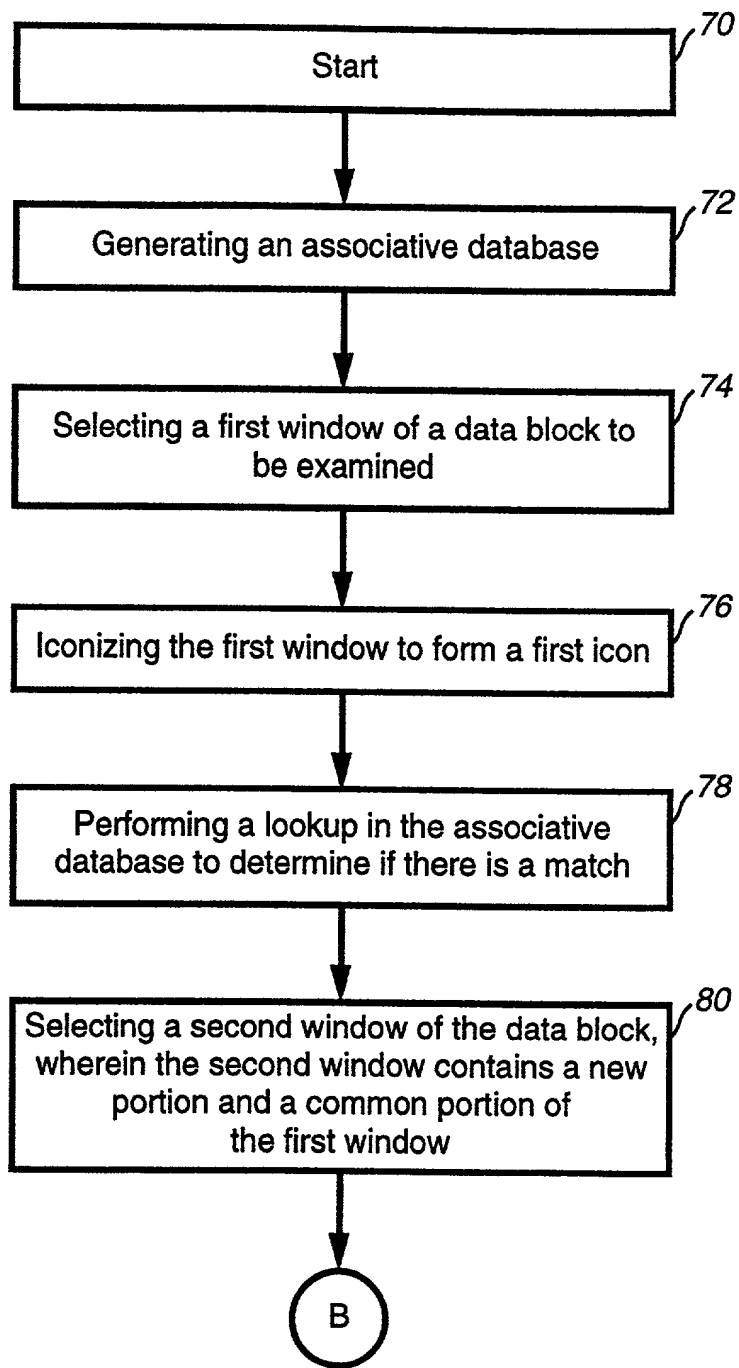 70
Start
72
Generating an associative database
74
Selecting a first window of a data block to
be examined
76
Iconizing the first window to form a first icon
78
Performing a lookup in the associative
database to determine if there is a match
80
Selecting a second window of the data block,
wherein the second window contains a new
portion and a common portion of
the first window
B